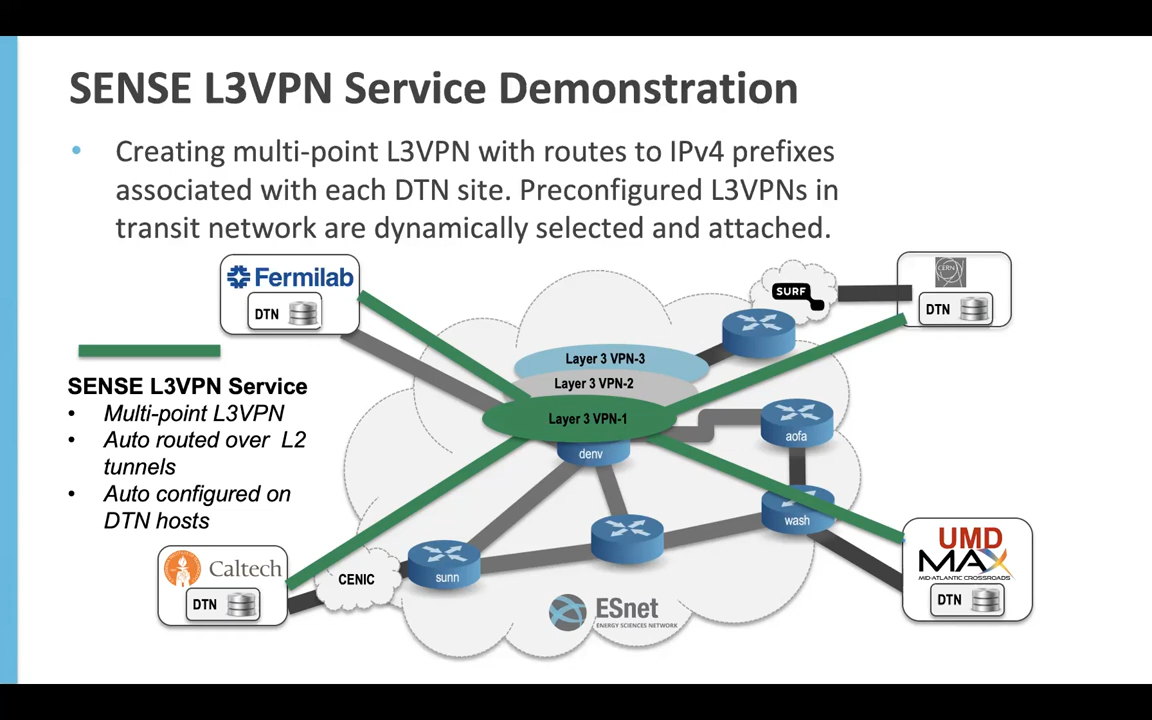 SENSE L3VPN Service Demonstration
• Creating multi-point L3VPN with routes to IPv4 prefixes
associated with each DTN site. Preconfigured L3VPNs in
transit network are dynamically selected and attached.
Fermilab
DTN
SURF
CERN
DTN
Layer 3 VPN-3
Layer 3 VPN-2
Layer 3 VPN-1
denv
aofa
SENSE L3VPN Service
• Multi-point L3VPN
• Auto routed over L2
tunnels
• Auto configured on
DTN hosts
wash
Caltech
DTN
CENIC
sunn
ESnet
ENERGY SCIENCES NETWORK
UMD
MAX
MID-ATLANTIC CROSSROADS
DTN